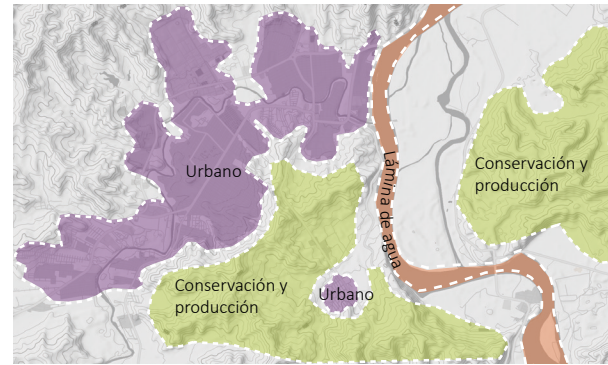 Urbano
Lámina de agua
Conservación y
producción
Conservación y
producción
Urbano